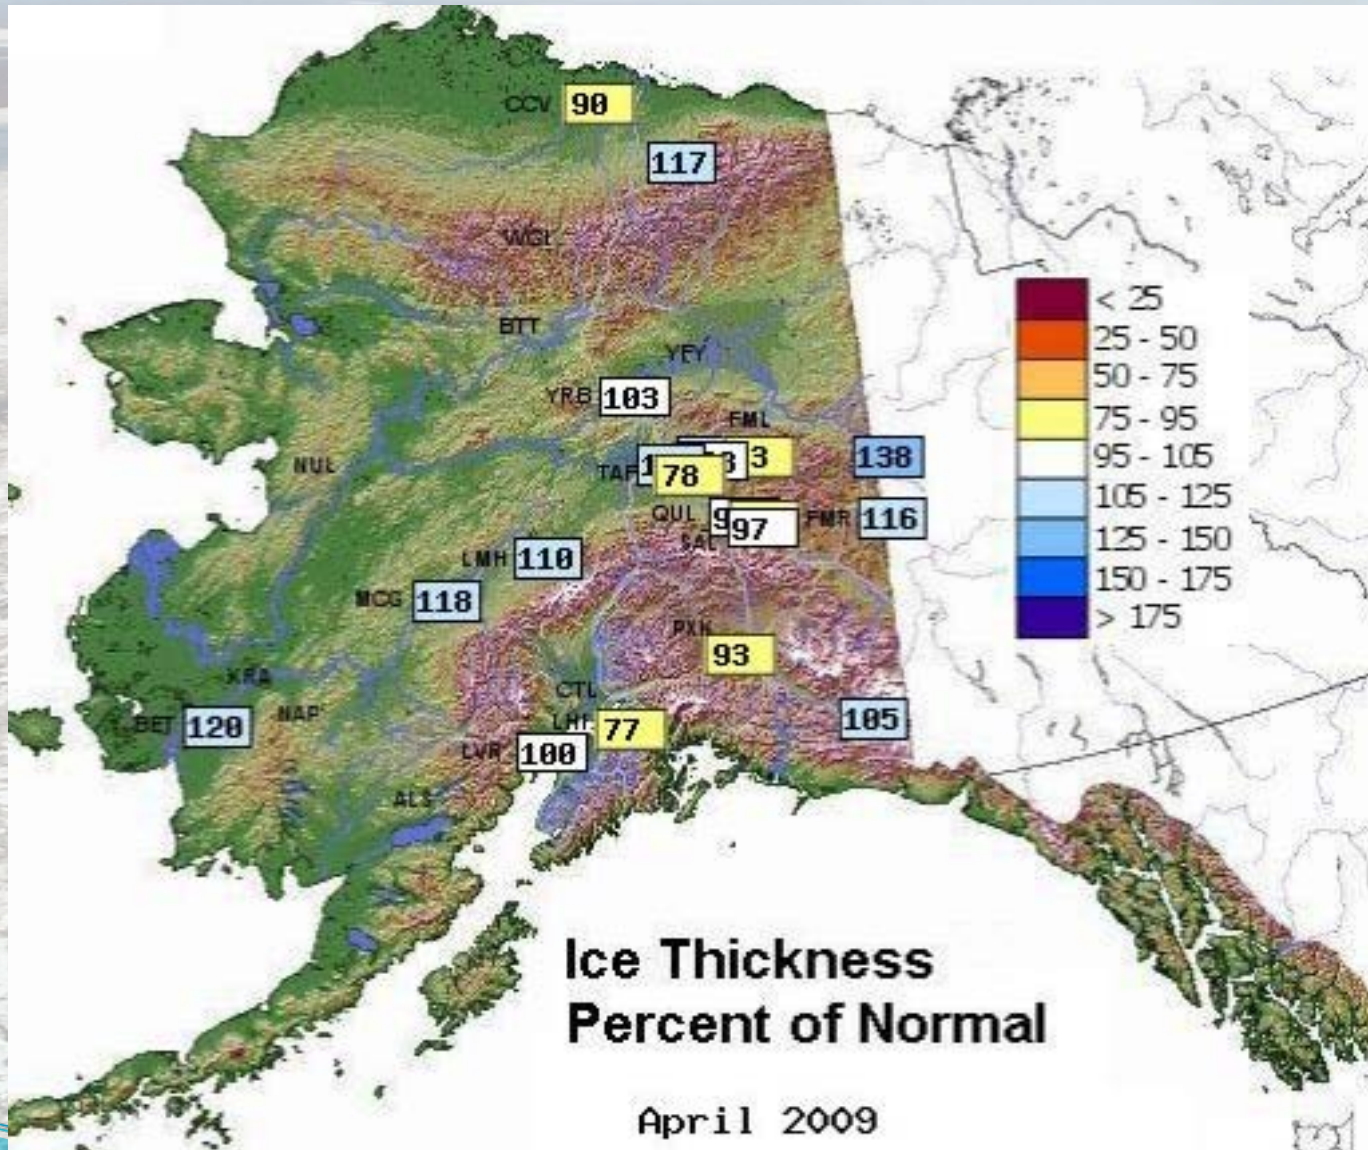 CCV 90
117
WGL
BTT
YFY
YRB 103
FML
NUL
TAF
78
3
138
QUL
97
FMR 116
SAL
LMH 110
MCG 118
PXK
93
KRA
CTL
BET 120
NAP
LHF 77
105
LVR 100
ALS
< 25
25 - 50
50 - 75
75 - 95
95 - 105
105 - 125
125 - 150
150 - 175
> 175
Ice Thickness
Percent of Normal
April 2009